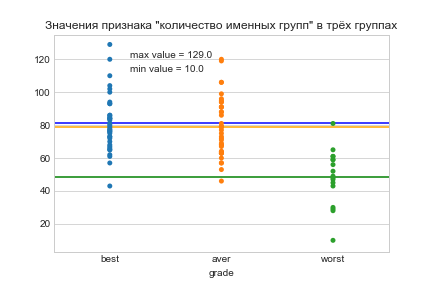 Значения признака "количество именных групп" в трёх группах
max value = 129.0
min value = 10.0
120
100
80
60
40
20
best aver worst
grade